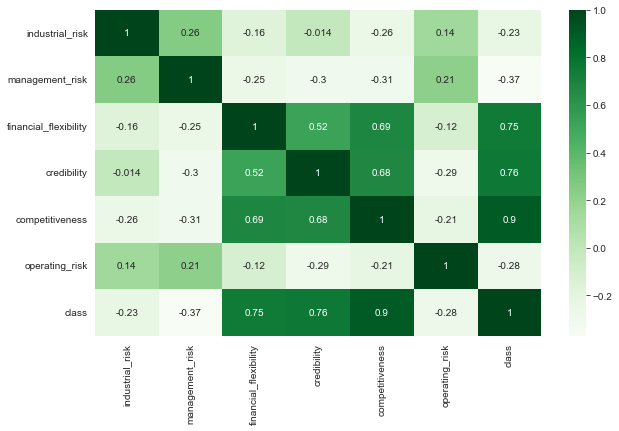 industrial_risk 1 0.26 -0.16 -0.014 -0.26 0.14 -0.23
management_risk 0.26 1 -0.25 -0.3 -0.31 0.21 -0.37
financial_flexibility -0.16 -0.25 1 0.52 0.69 -0.12 0.75
credibility -0.014 -0.3 0.52 1 0.68 -0.29 0.76
competitiveness -0.26 -0.31 0.69 0.68 1 -0.21 0.9
operating_risk 0.14 0.21 -0.12 -0.29 -0.21 1 -0.28
class -0.23 -0.37 0.75 0.76 0.9 -0.28 1
industrial_risk
management_risk
financial_flexibility
credibility
competitiveness
operating_risk
class
1.0
0.8
0.6
0.4
0.2
0.0
-0.2